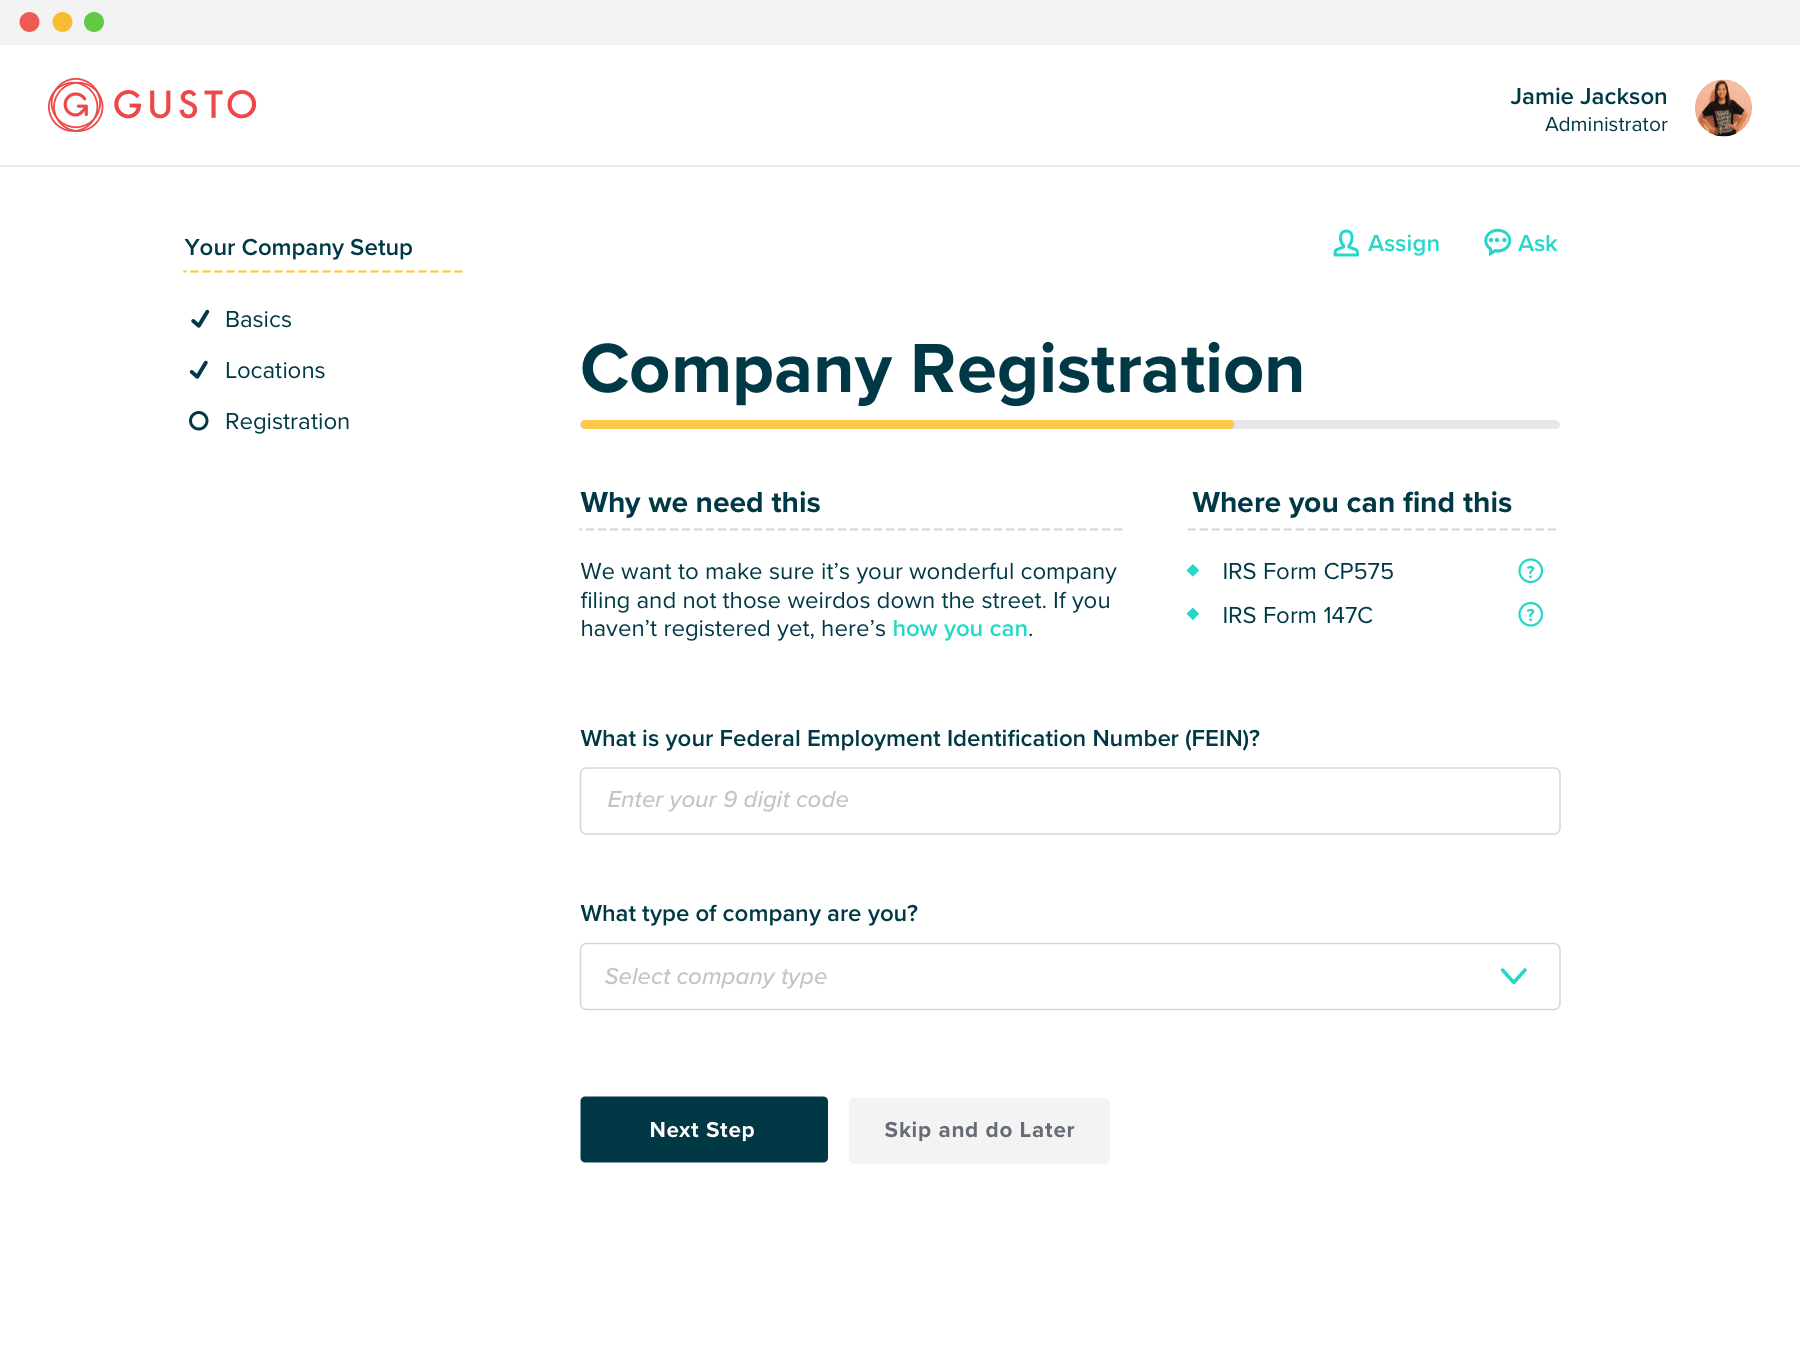 GUSTO
Jamie Jackson
Administrator
Your Company Setup
Basics
Locations
Registration
Assign
Ask
Company Registration
Why we need this
We want to make sure it’s your wonderful company
filing and not those weirdos down the street. If you
haven’t registered yet, here’s how you can.
Where you can find this
IRS Form CP575
?
IRS Form 147C
?
What is your Federal Employment Identification Number (FEIN)?
Enter your 9 digit code
What type of company are you?
Select company type
Next Step
Skip and do Later